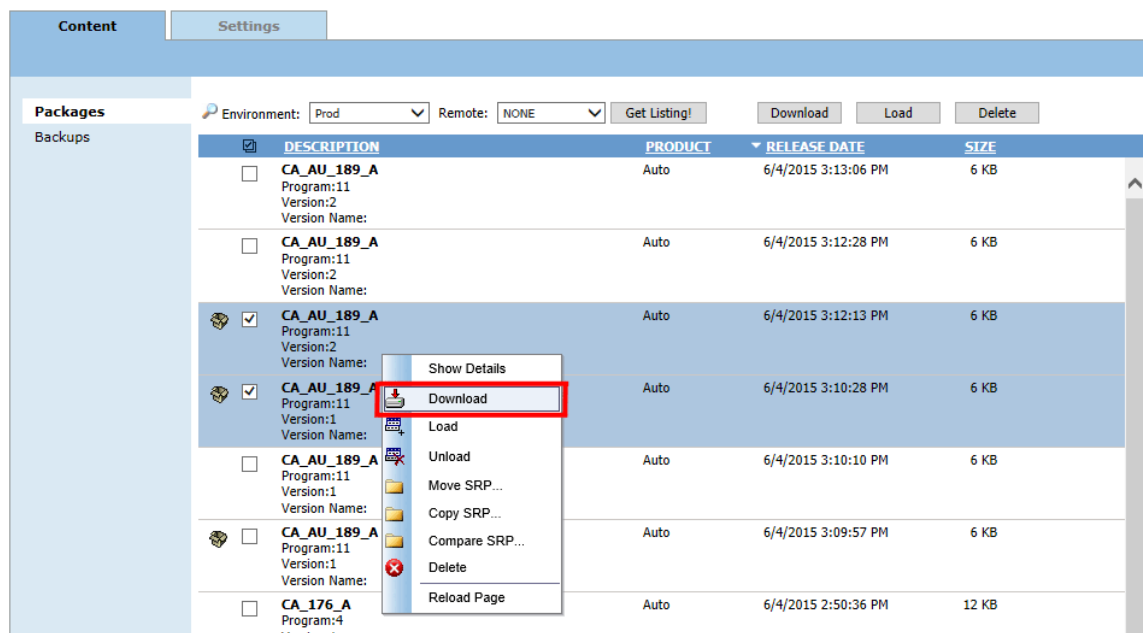 Content
Settings
Packages
Backups
Environment: Prod Remote: NONE Get Listing! Download Load Delete
DESCRIPTION PRODUCT RELEASE DATE SIZE
CA_AU_189_A Auto 6/4/2015 3:13:06 PM 6 KB
Program:11
Version:2
Version Name:
CA_AU_189_A Auto 6/4/2015 3:12:28 PM 6 KB
Program:11
Version:2
Version Name:
CA_AU_189_A Auto 6/4/2015 3:12:13 PM 6 KB
Program:11
Version:2
Version Name:
CA_AU_189_A Auto 6/4/2015 3:10:28 PM 6 KB
Program:11
Version:1
Version Name:
CA_AU_189_A Auto 6/4/2015 3:10:10 PM 6 KB
Program:11
Version:1
Version Name:
CA_AU_189_A Auto 6/4/2015 3:09:57 PM 6 KB
Program:11
Version:1
Version Name:
CA_176_A Auto 6/4/2015 2:50:36 PM 12 KB
Program:4
Show Details
Download
Load
Unload
Move SRP...
Copy SRP...
Compare SRP...
Delete
Reload Page